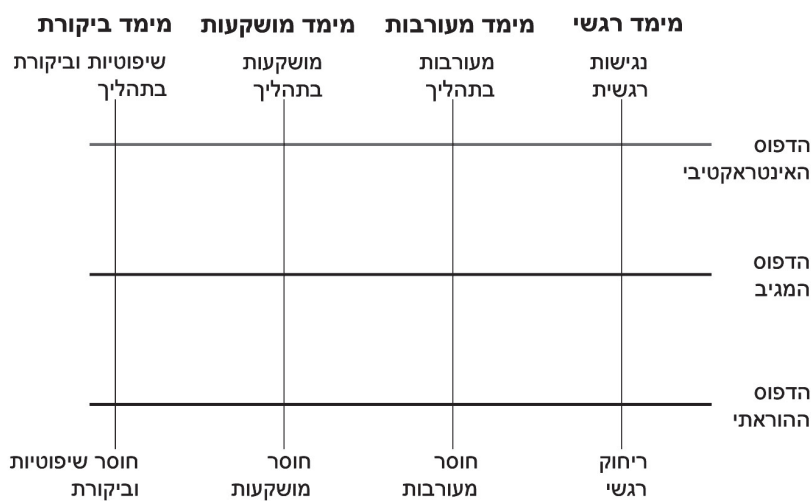 מימד רגשי
מימד מעורבות
מימד מושקעות
מימד ביקורת
נגישות
רגשית
מעורבות
בתהליך
מושקעות
בתהליך
שיפוטיות וביקורת
בתהליך
הדפוס
האינטראקטיבי
הדפוס
המגיב
הדפוס
ההוראתי
ריחוק
רגשי
חוסר
מעורבות
חוסר
מושקעות
חוסר שיפוטיות
וביקורת